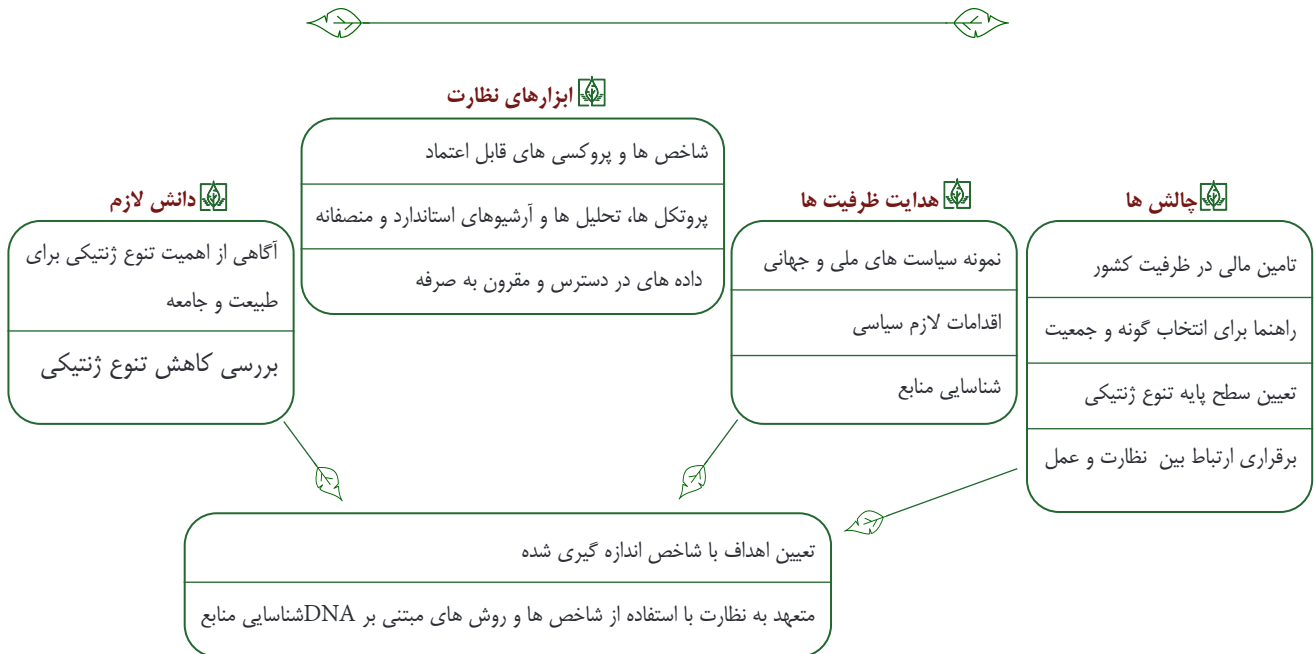 ابزارهای نظارت
شاخص ها و پروکسی های قابل اعتماد
پروتکل ها، تحلیل ها و آرشیوهای استاندارد و منصفانه
داده های در دسترس و مقرون به صرفه
چالش ها
تامین مالی در ظرفیت کشور
راهنما برای انتخاب گونه و جمعیت
تعیین سطح پایه تنوع ژنتیکی
برقراری ارتباط بین نظارت و عمل
هدایت ظرفیت ها
نمونه سیاست های ملی و جهانی
اقدامات لازم سیاسی
شناسایی منابع
دانش لازم
آگاهی از اهمیت تنوع ژنتیکی برای
طبیعت و جامعه
بررسی کاهش تنوع ژنتیکی
تعیین اهداف با شاخص اندازه گیری شده
متعهد به نظارت با استفاده از شاخص ها و روش های مبتنی بر DNAشناسایی منابع